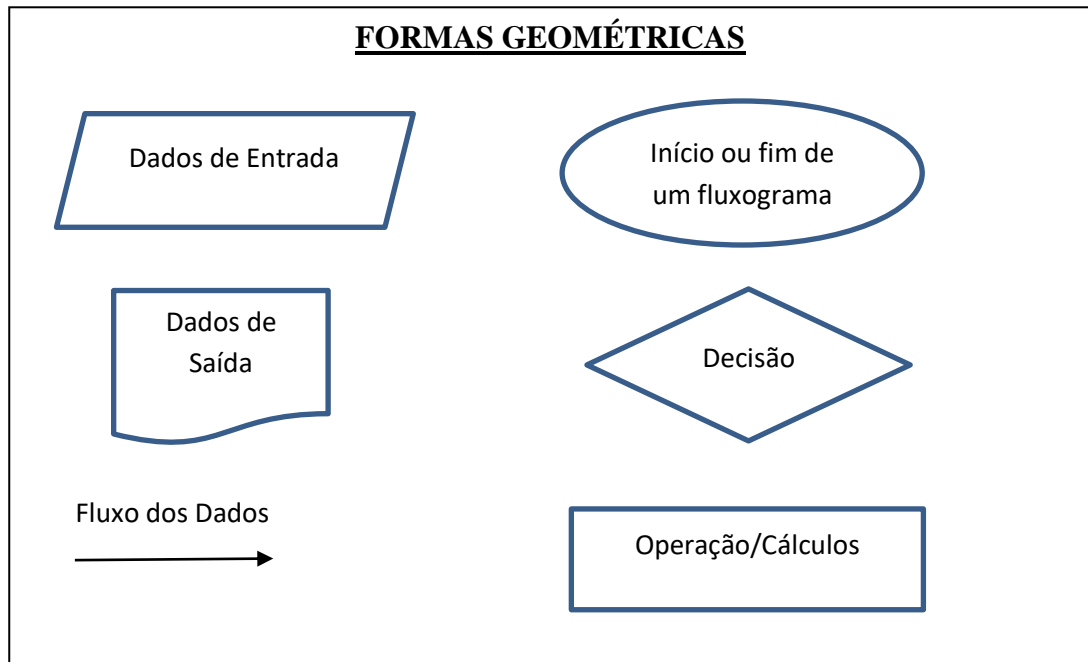 FORMAS GEOMÉTRICAS
Dados de Entrada
Início ou fim de
um fluxograma
Dados de
Saída
Decisão
Fluxo dos Dados
Operação/Cálculos